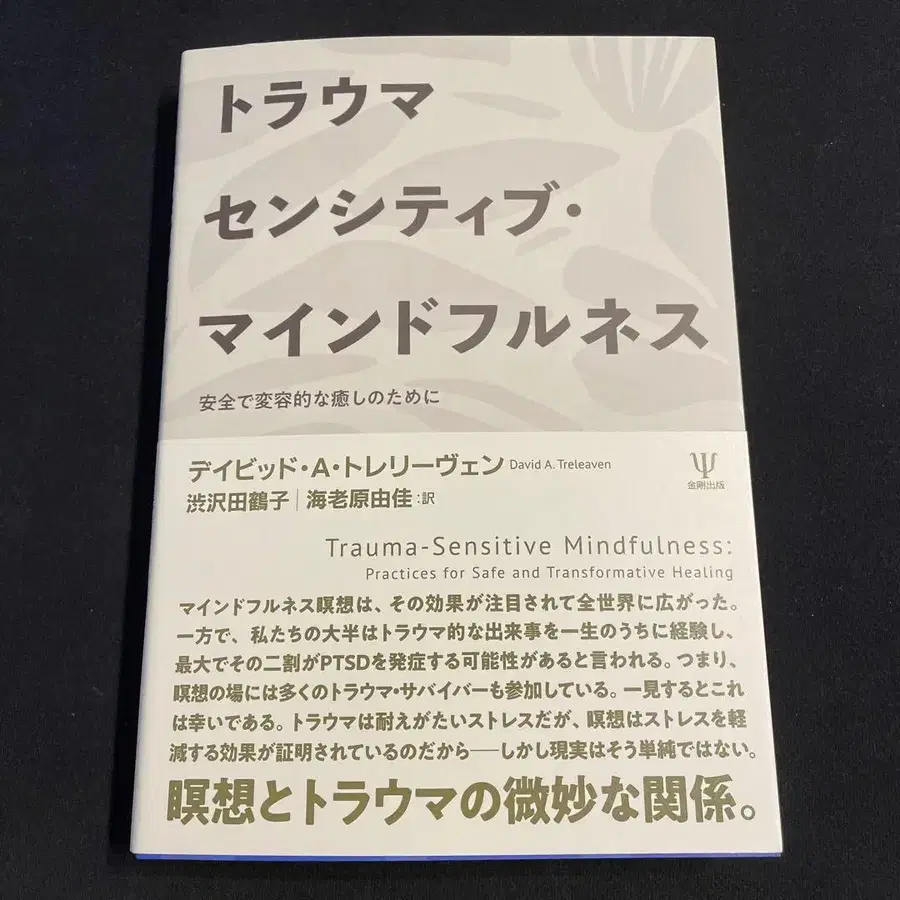 トラウマ
センシティブ・
マインドフルネス
安全で変容的な癒しのために
デイビッド・A・トレリーヴェン David A. Treleaven
渋沢田鶴子｜海老原由佳：訳
Ψ
金剛出版
Trauma-Sensitive Mindfulness:
Practices for Safe and Transformative Healing
マインドフルネス瞑想は、その効果が注目されて全世界に広がった。
一方で、私たちの大半はトラウマ的な出来事を一生のうちに経験し、
最大でその二割がPTSDを発症する可能性があると言われる。つまり、
瞑想の場には多くのトラウマ・サバイバーも参加している。一見するとこれ
は幸いである。トラウマは耐えがたいストレスだが、瞑想はストレスを軽
減する効果が証明されているのだから──しかし現実はそう単純ではない。
瞑想とトラウマの微妙な関係。